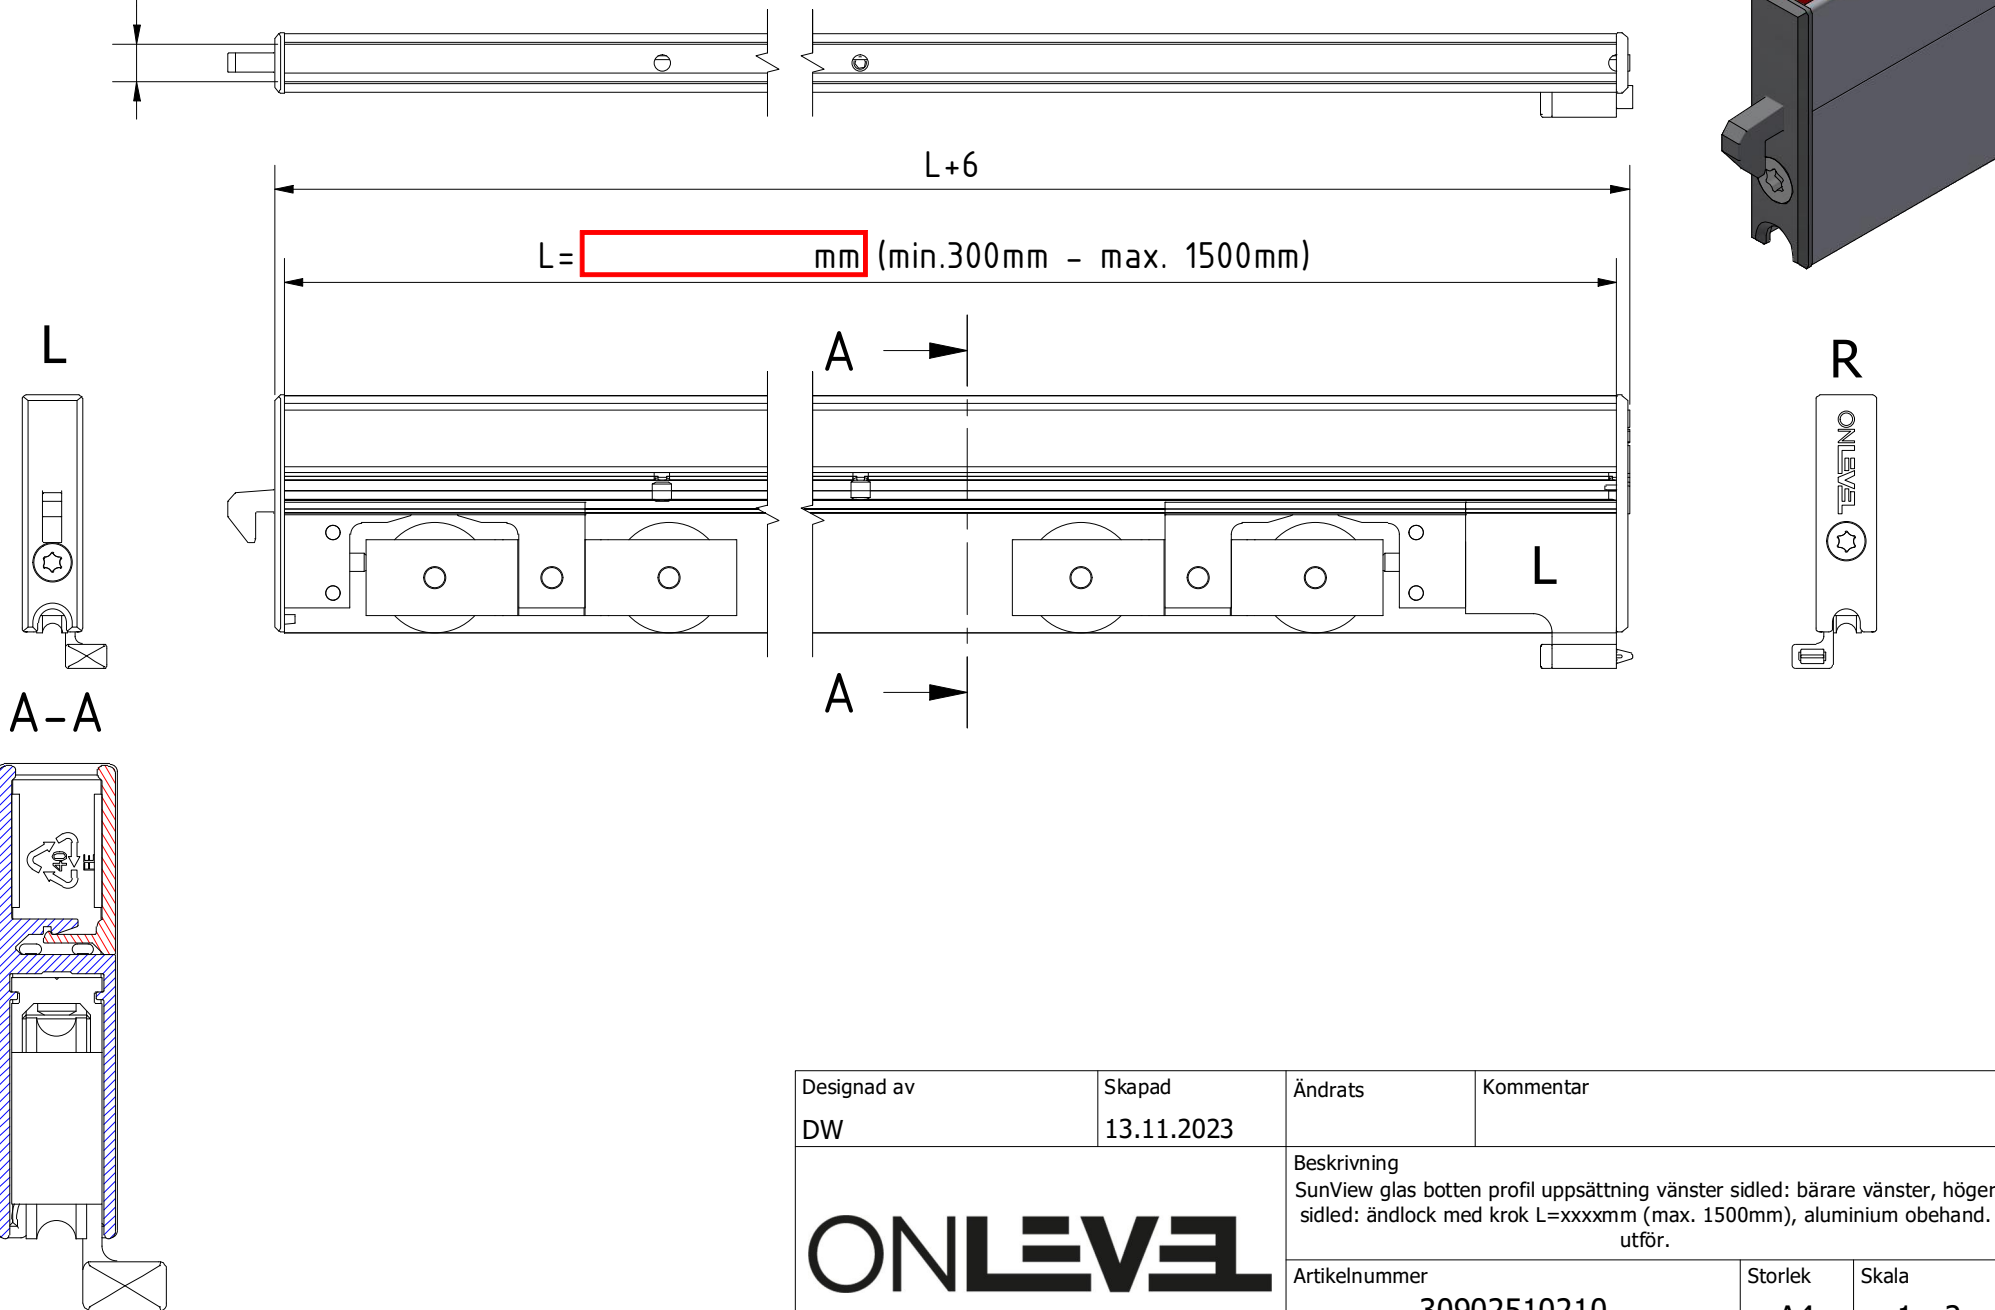 L+6
L= mm (min.300mm - max. 1500mm)
A
L
R
ONLEVEL
L
A
A-A
40
FE
Designad av
DW
Skapad
13.11.2023
Ändrats
Kommentar
Beskrivning
SunView glas botten profil uppsättning vänster sidled: bärare vänster, höger
sidled: ändlock med krok L=xxxxmm (max. 1500mm), aluminium obehand.
utför.
ONLEVEL
Artikelnummer
30902510210
Storlek
A4
Skala